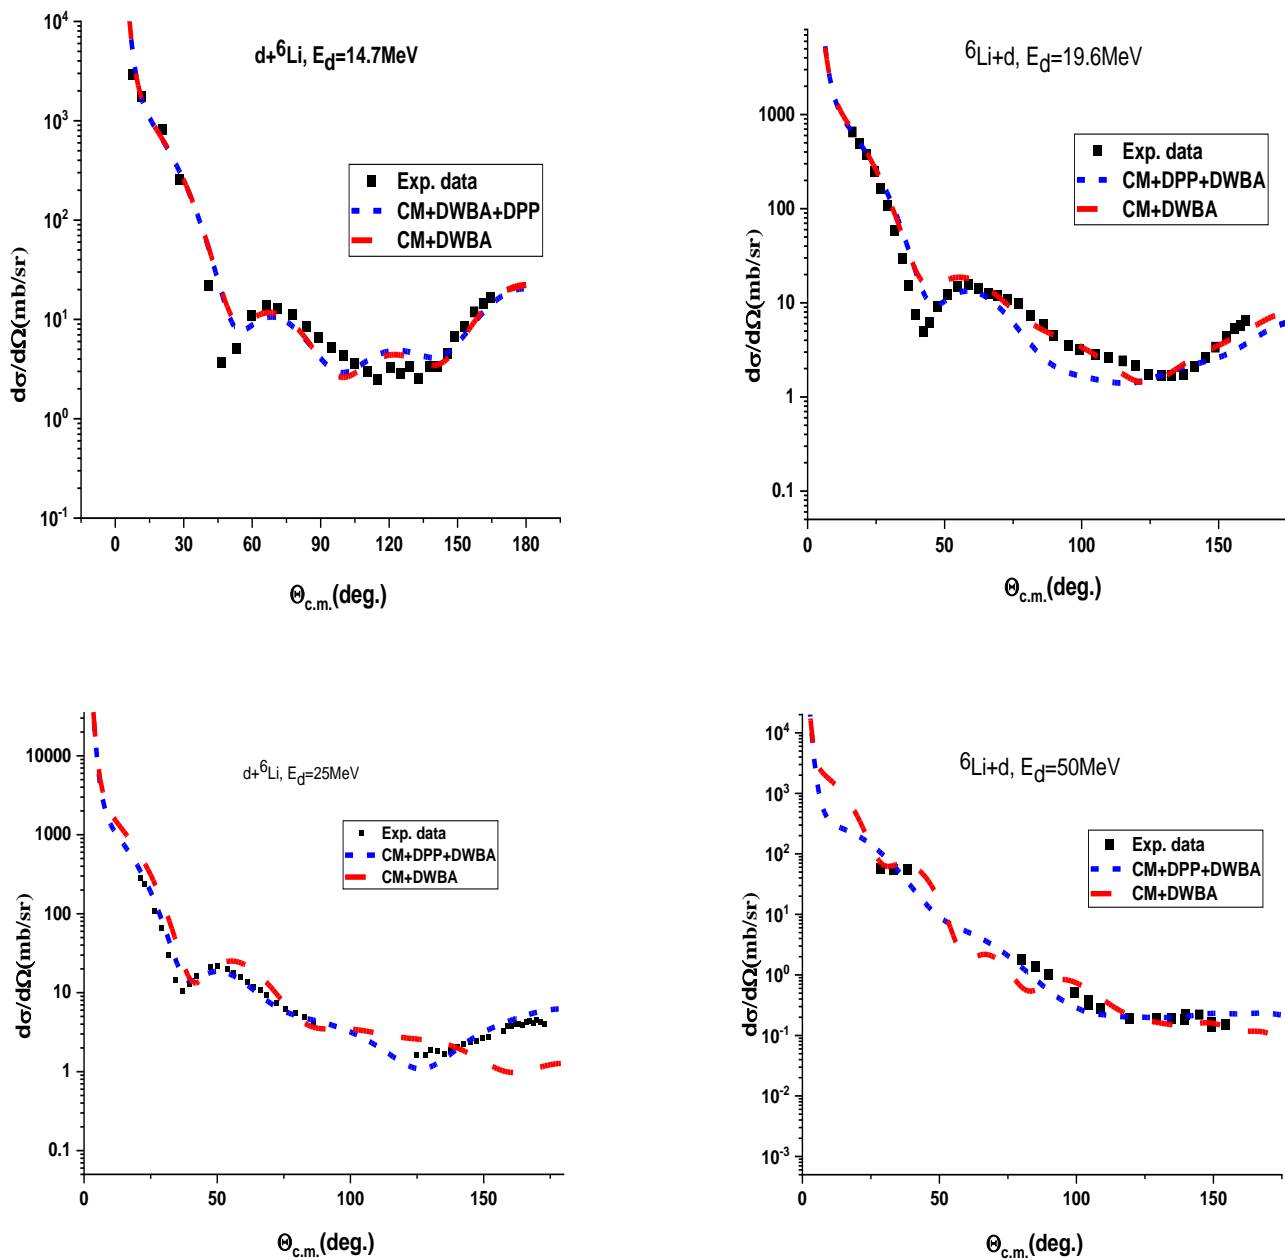 d+⁶Li, E_d=14.7MeV
Exp. data
CM+DWBA+DPP
CM+DWBA
10⁴
10³
10²
10¹
10⁰
10⁻¹
dσ/dΩ(mb/sr)
0 30 60 90 120 150 180
Θc.m.(deg.)
⁶Li+d, E_d=19.6MeV
Exp. data
CM+DPP+DWBA
CM+DWBA
1000
100
10
1
0.1
dσ/dΩ(mb/sr)
0 50 100 150
Θc.m.(deg.)
d+⁶Li, E_d=25MeV
Exp. data
CM+DPP+DWBA
CM+DWBA
10000
1000
100
10
1
0.1
dσ/dΩ(mb/sr)
0 50 100 150
Θc.m.(deg.)
⁶Li+d, E_d=50MeV
Exp. data
CM+DPP+DWBA
CM+DWBA
10⁴
10³
10²
10¹
10⁰
10⁻¹
10⁻²
10⁻³
dσ/dΩ(mb/sr)
0 50 100 150
Θc.m.(deg.)